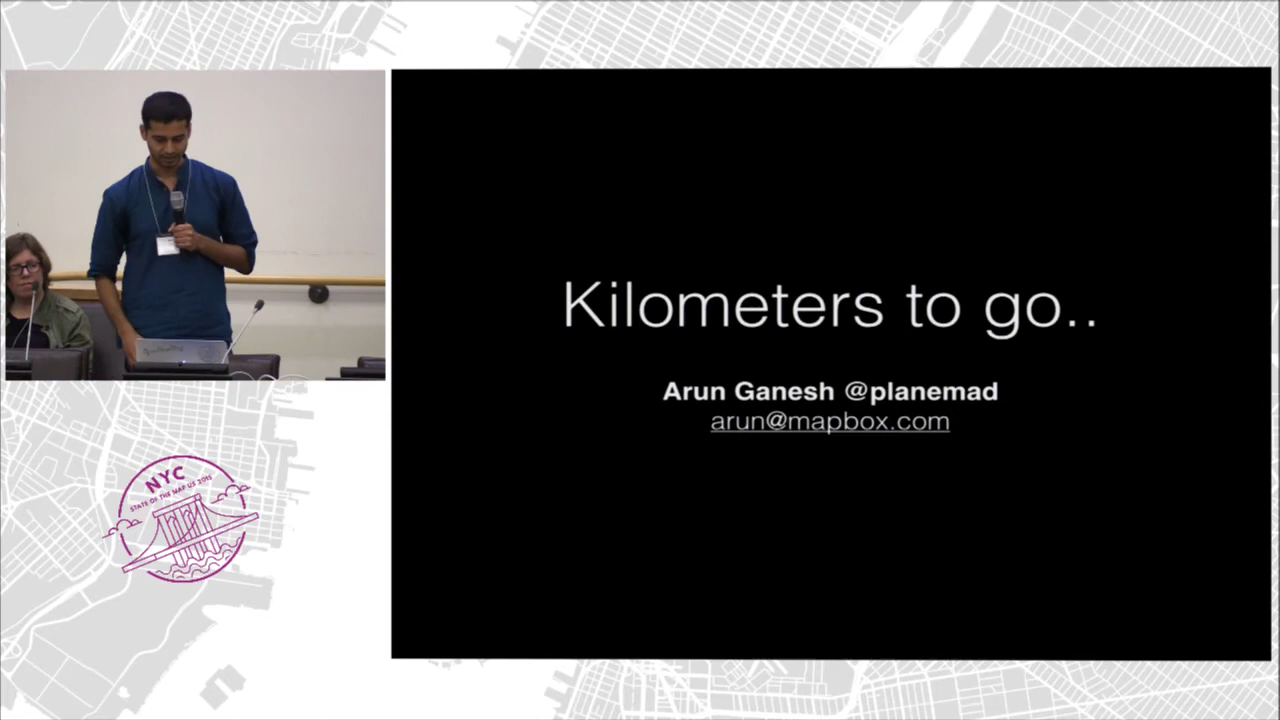 Kilometers to go..
Arun Ganesh @planemad
arun@mapbox.com
NYC
STATE OF THE MAP US 2015